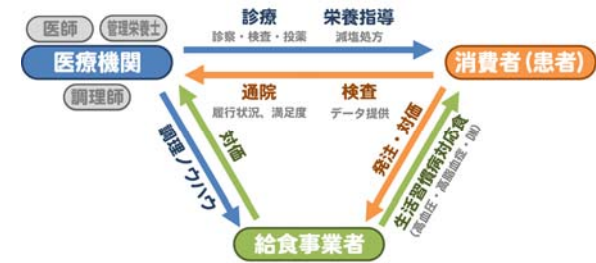 医師
管理栄養士
医療機関
調理師
診療
診察・検査・投薬
栄養指導
減塩処方
消費者(患者)
通院
履行状況、満足度
検査
データ提供
調理ノウハウ
対価
発注・対価
生活習慣病対応食
(高血圧・高脂血症・DM)
給食事業者